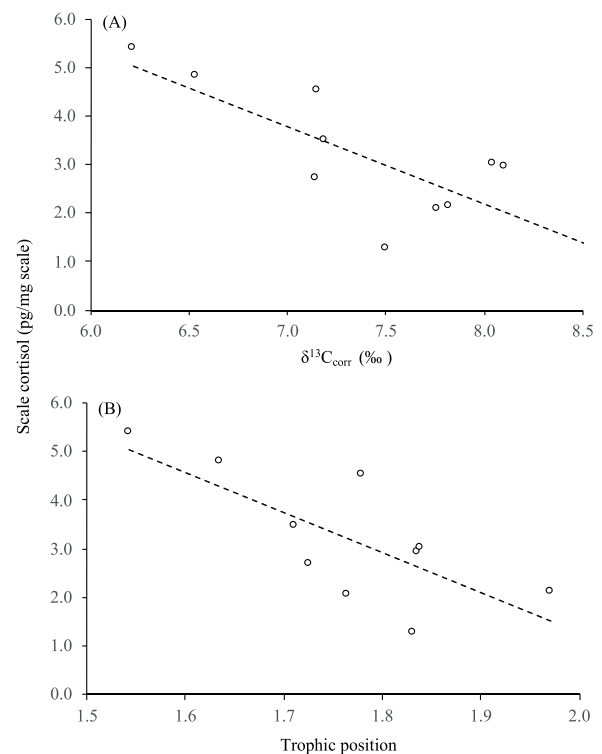 (A)
6.0
5.0
4.0
3.0
2.0
1.0
0.0
6.0 6.5 7.0 7.5 8.0 8.5
δ¹³Ccorr (‰ )
Scale cortisol (pg/mg scale)
(B)
6.0
5.0
4.0
3.0
2.0
1.0
0.0
1.5 1.6 1.7 1.8 1.9 2.0
Trophic position